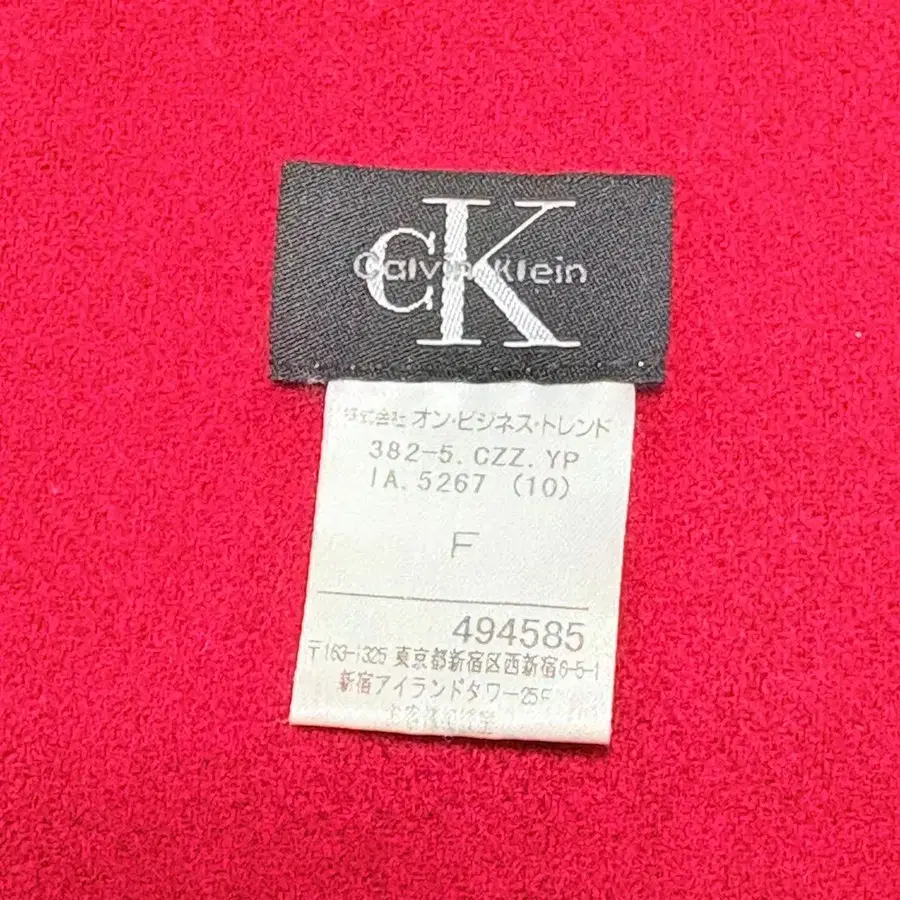 CK
Calvin Klein
株式会社 オン・ビジネス・トレンド
382-5. CZZ. YP
IA. 5267 (10)
F
494585
〒163-1325 東京都新宿区西新宿6-5-1
新宿アイランドタワー25F